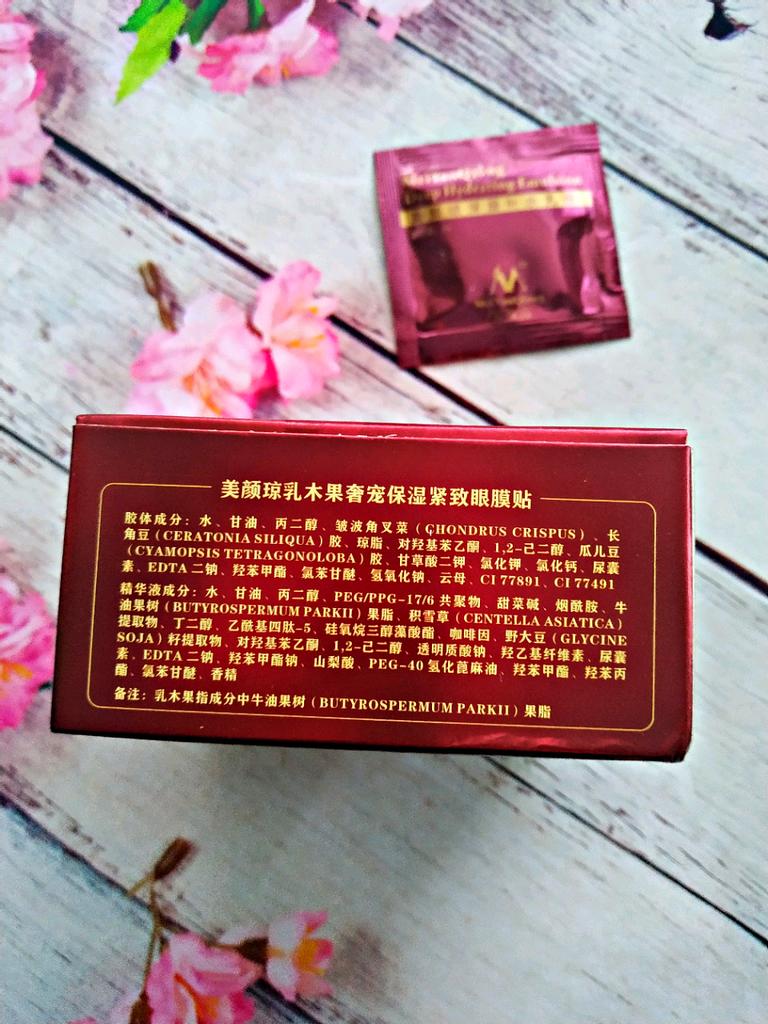 Deep Hydrating Emulsion
美颜琼乳木果奢宠保湿紧致眼膜贴
胶体成分：水、甘油、丙二醇、皱波角叉菜（CHONDRUS CRISPUS）、长
角豆（CERATONIA SILIQUA）胶、琼脂、对羟基苯乙酮、1,2-己二醇、瓜儿豆
（CYAMOPSIS TETRAGONOLOBA）胶、甘草酸二钾、氯化钾、氯化钙、尿囊
素、EDTA 二钠、羟苯甲酯、氯苯甘醚、氢氧化钠、云母、CI 77891、CI 77491
精华液成分：水、甘油、丙二醇、PEG/PPG-17/6 共聚物、甜菜碱、烟酰胺、牛
油果树（BUTYROSPERMUM PARKII）果脂、积雪草（CENTELLA ASIATICA）
提取物、丁二醇、乙酰基四肽-5、硅氧烷三醇藻酸酯、咖啡因、野大豆（GLYCINE
SOJA）籽提取物、对羟基苯乙酮、1,2-己二醇、透明质酸钠、羟乙基纤维素、尿囊
素、EDTA 二钠、羟苯甲酯钠、山梨酸、PEG-40 氢化蓖麻油、羟苯甲酯、羟苯丙
酯、氯苯甘醚、香精
备注：乳木果指成分中牛油果树（BUTYROSPERMUM PARKII）果脂